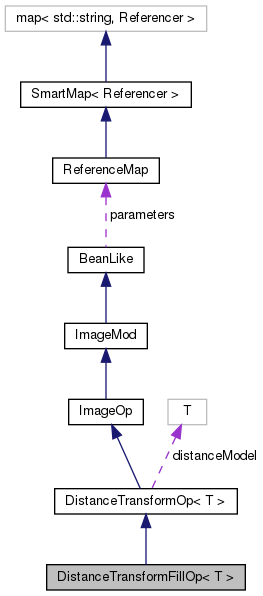 map< std::string, Referencer >
SmartMap< Referencer >
ReferenceMap
parameters
BeanLike
ImageMod
ImageOp
T
distanceModel
DistanceTransformOp< T >
DistanceTransformFillOp< T >